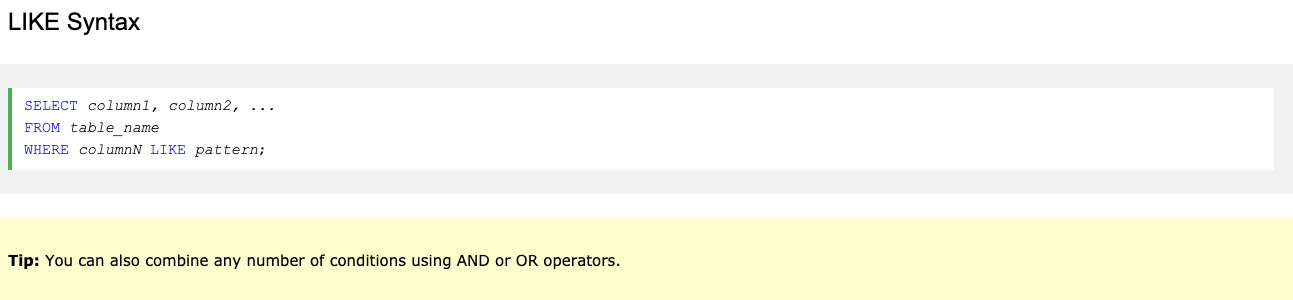 LIKE Syntax
SELECT column1, column2, ...
FROM table_name
WHERE columnN LIKE pattern;
Tip: You can also combine any number of conditions using AND or OR operators.